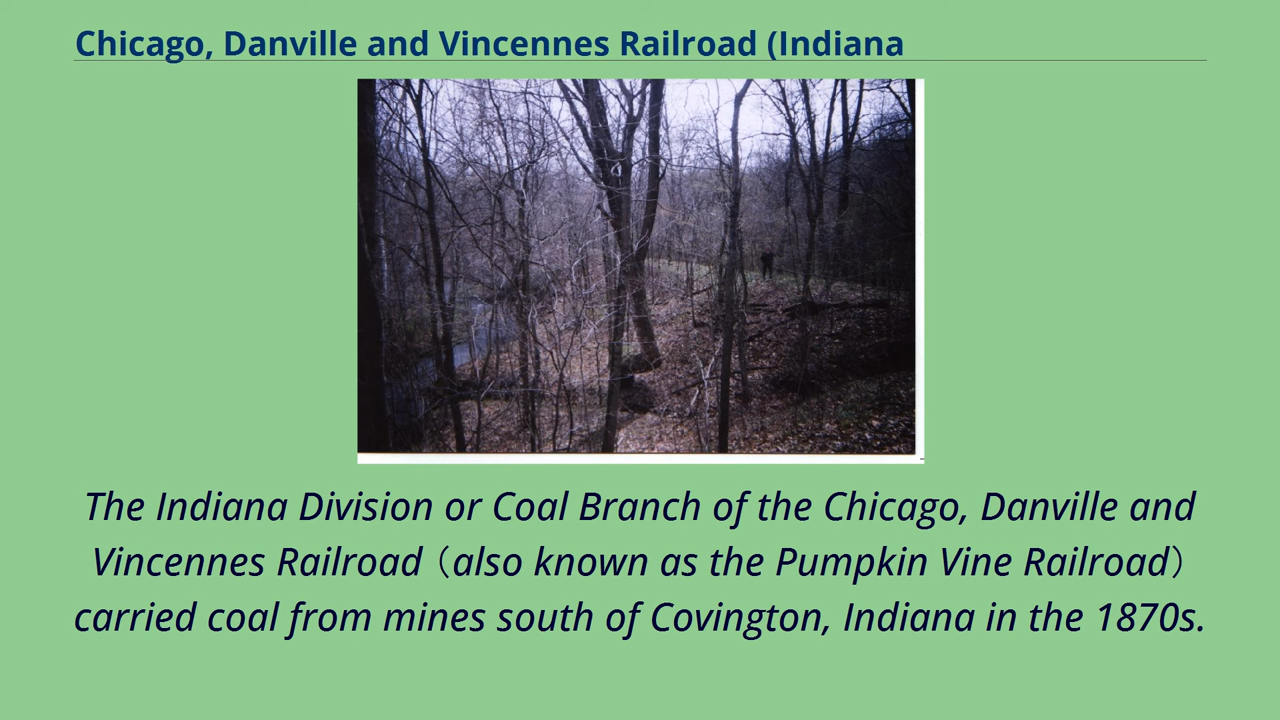 Chicago, Danville and Vincennes Railroad (Indiana
The Indiana Division or Coal Branch of the Chicago, Danville and
Vincennes Railroad（also known as the Pumpkin Vine Railroad）
carried coal from mines south of Covington, Indiana in the 1870s.